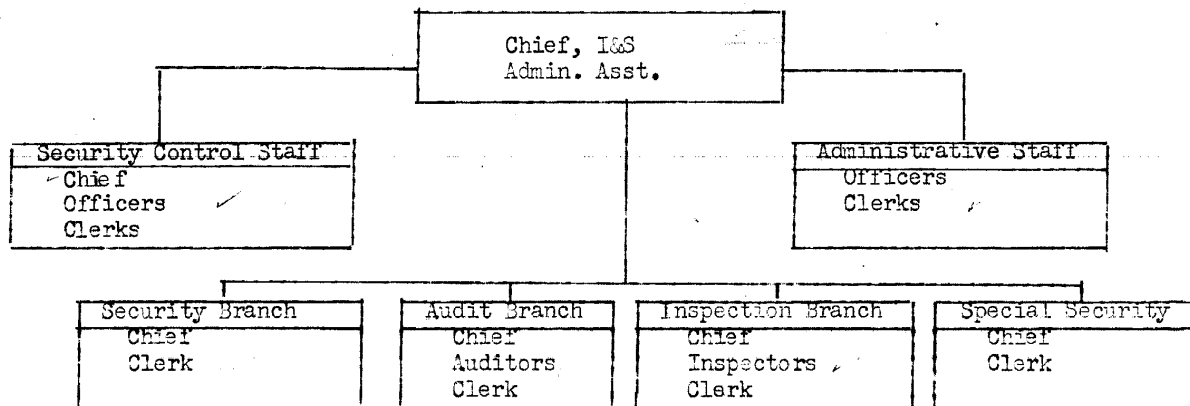 Chief, I&S
Admin. Asst.
Security Control Staff
Chief
Officers
Clerks
Administrative Staff
Officers
Clerks
Security Branch
Chief
Clerk
Audit Branch
Chief
Auditors
Clerk
Inspection Branch
Chief
Inspectors
Clerk
Special Security
Chief
Clerk